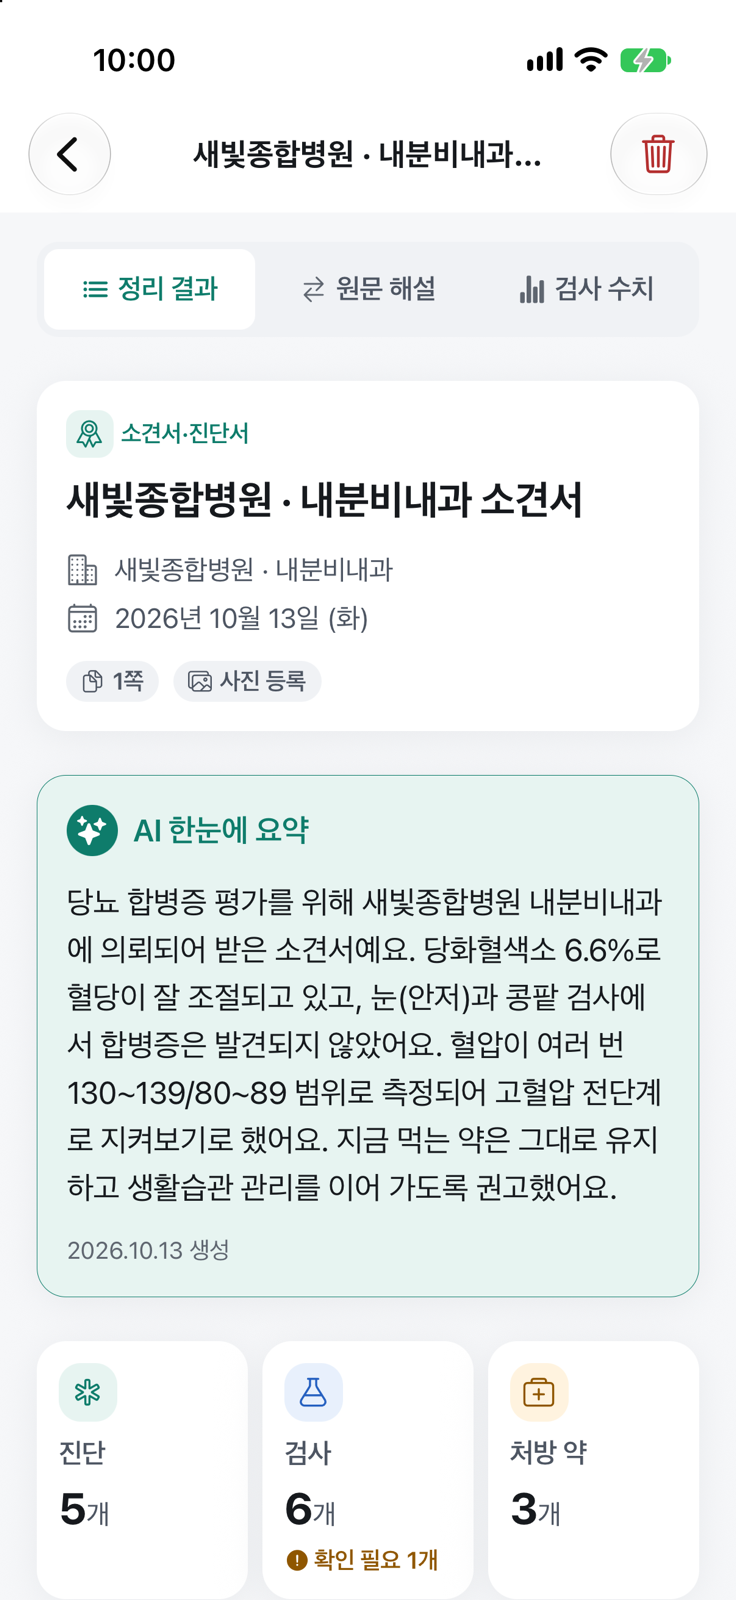 10:00
새빛종합병원 · 내분비내과...
정리 결과
원문 해설
검사 수치
소견서·진단서
새빛종합병원 · 내분비내과 소견서
새빛종합병원 · 내분비내과
2026년 10월 13일 (화)
1쪽
사진 등록
AI 한눈에 요약
당뇨 합병증 평가를 위해 새빛종합병원 내분비내과
에 의뢰되어 받은 소견서예요. 당화혈색소 6.6%로
혈당이 잘 조절되고 있고, 눈(안저)과 콩팥 검사에
서 합병증은 발견되지 않았어요. 혈압이 여러 번
130~139/80~89 범위로 측정되어 고혈압 전단계
로 지켜보기로 했어요. 지금 먹는 약은 그대로 유지
하고 생활습관 관리를 이어 가도록 권고했어요.
2026.10.13 생성
진단
5개
검사
6개
확인 필요 1개
처방 약
3개